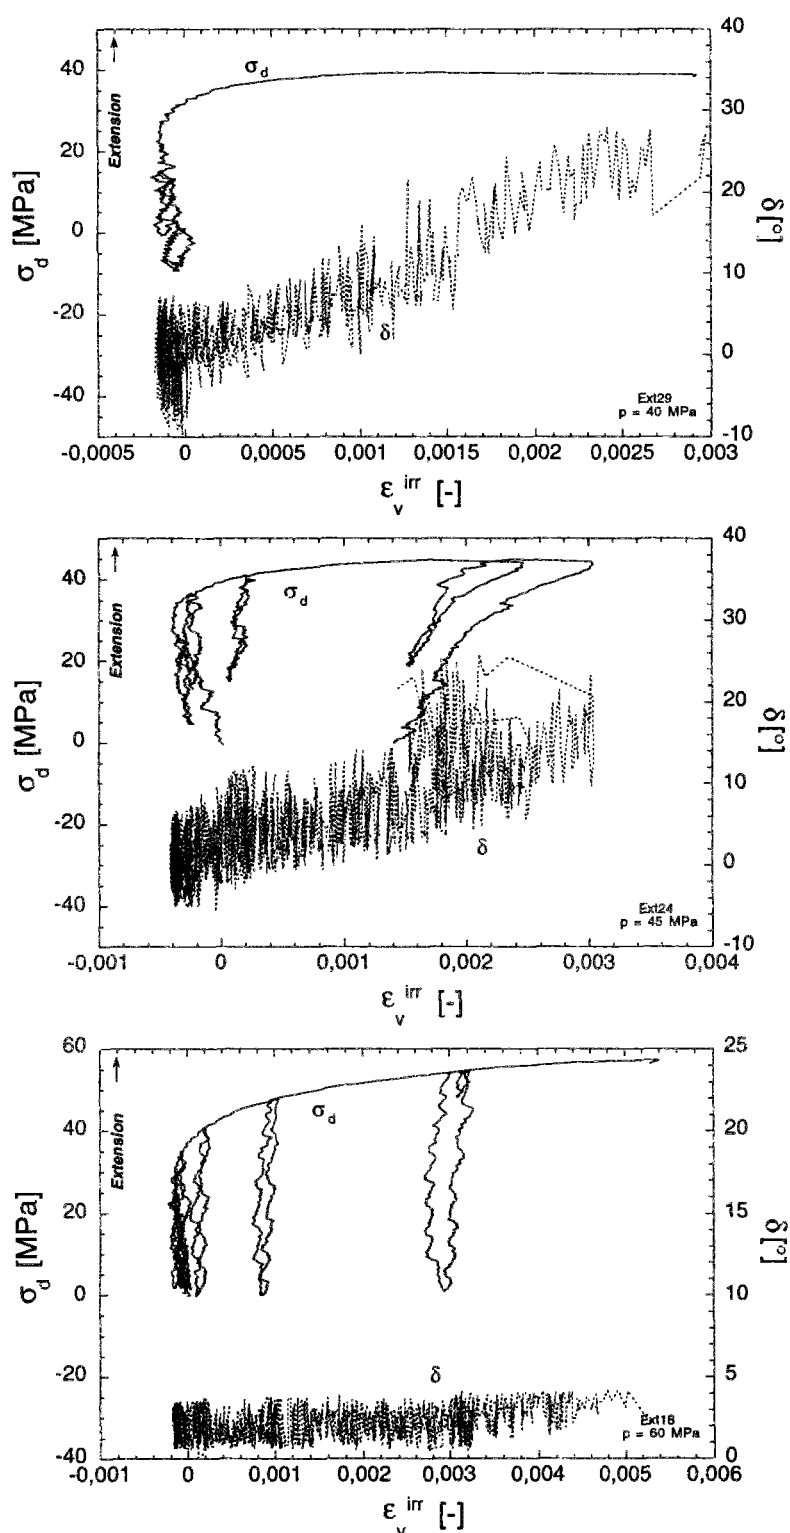 40
40
Extension
σd
40
30
20
σd [MPa]
0
20
δ[°]
-20
10
δ
0
-40
Ext29
p = 40 MPa
-10
-0,0005 0 0,0005 0,001 0,0015 0,002 0,0025 0,003
εv irr [-]
40
40
Extension
σd
30
20
σd [MPa]
0
20
δ[°]
-20
10
δ
0
-40
Ext24
p = 45 MPa
-10
-0,001 0 0,001 0,002 0,003 0,004
εv irr [-]
60
25
Extension
σd
40
20
20
σd [MPa]
15
δ[°]
0
10
δ
-20
5
Ext18
p = 60 MPa
-40
0
-0,001 0 0,001 0,002 0,003 0,004 0,005 0,006
εv irr [-]